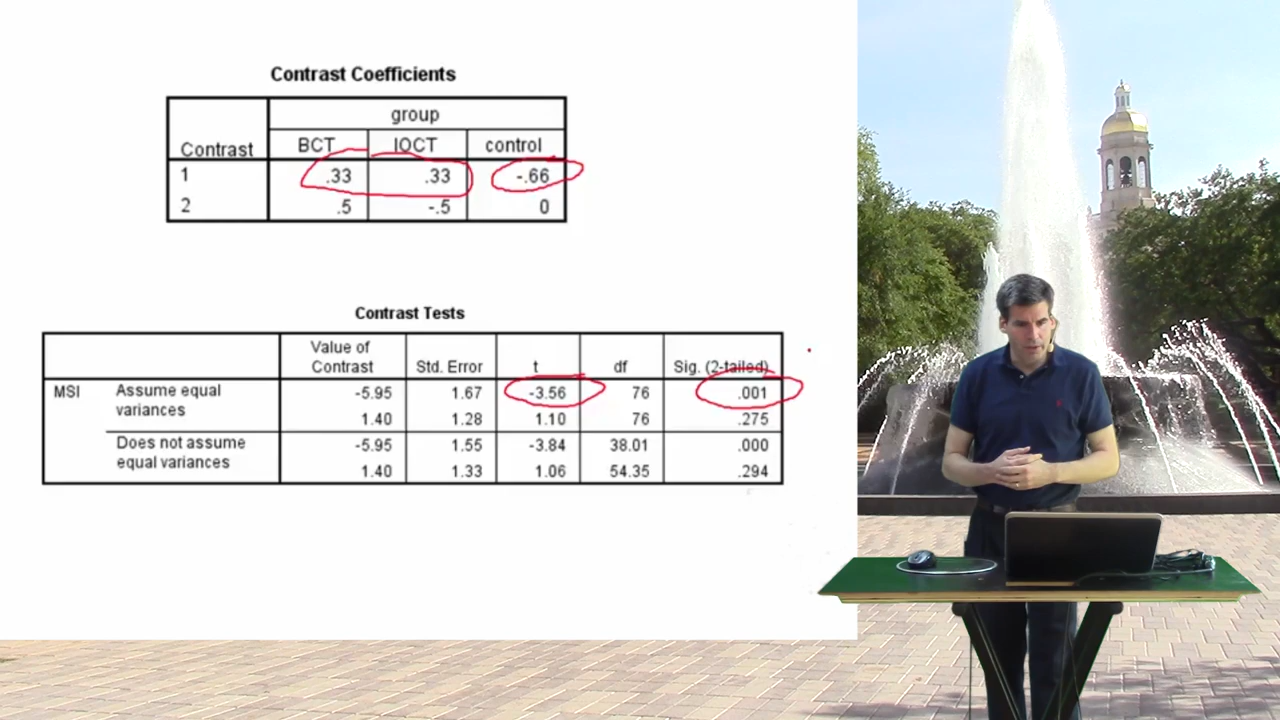 Contrast Coefficients
group
Contrast BCT IOCT control
1 .33 .33 -.66
2 .5 -.5 0
Contrast Tests
Value of Contrast Std. Error t df Sig. (2-tailed)
MSI Assume equal variances -5.95 1.67 -3.56 76 .001
1.40 1.28 1.10 76 .275
Does not assume equal variances -5.95 1.55 -3.84 38.01 .000
1.40 1.33 1.06 54.35 .294